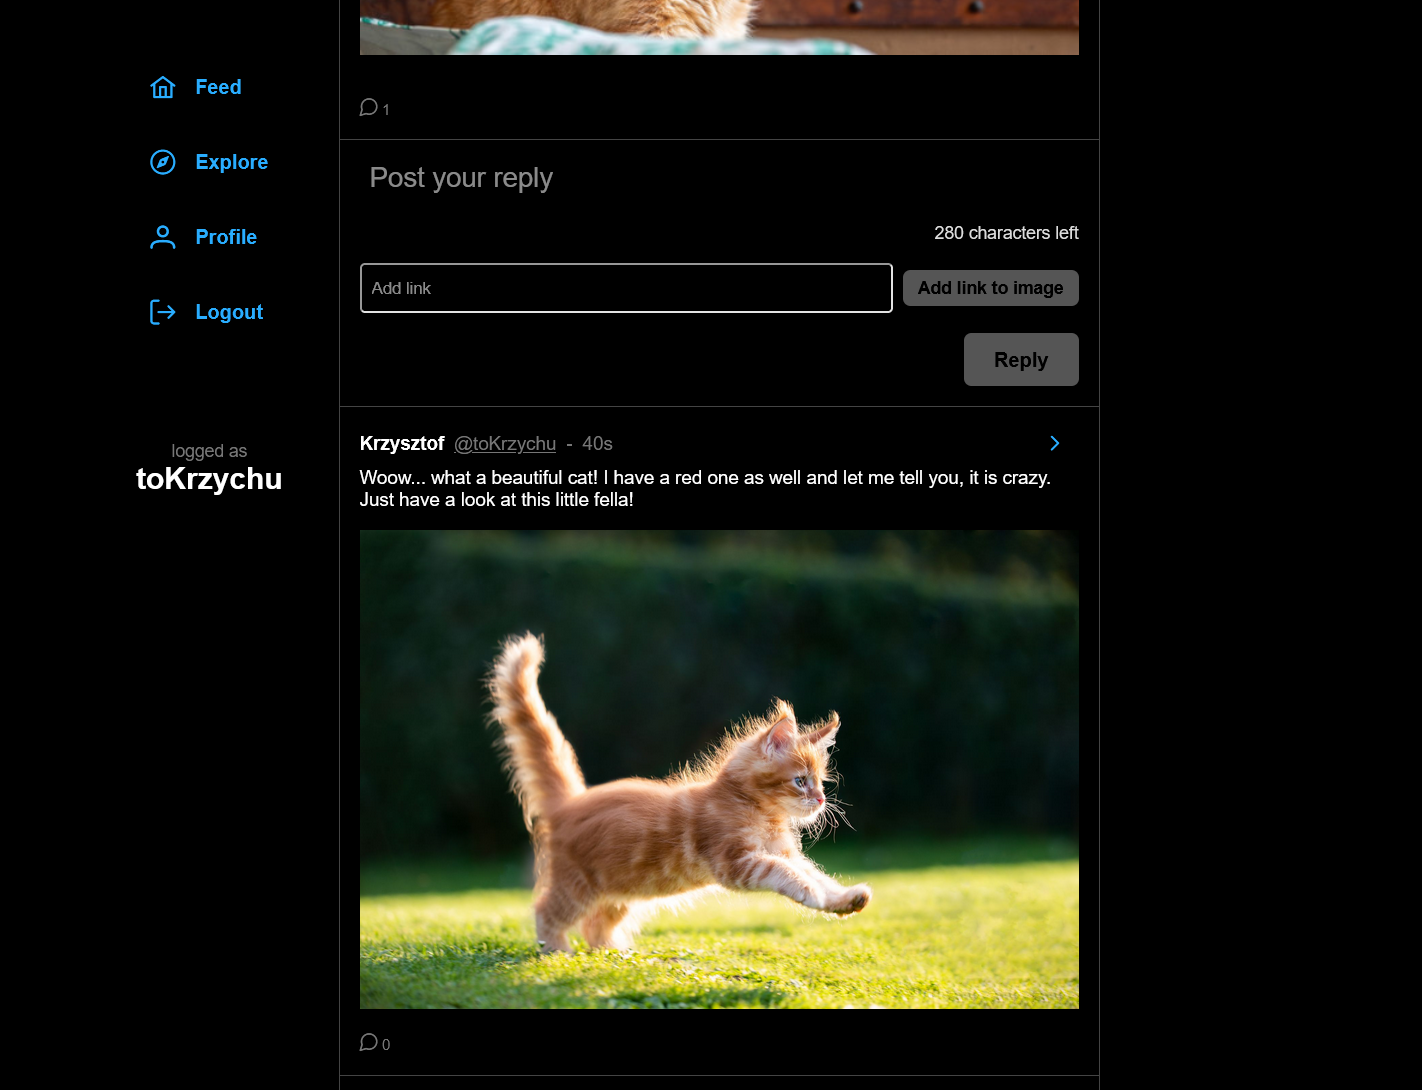 Feed
Explore
Profile
Logout
logged as
toKrzychu
1
Post your reply
280 characters left
Add link
Add link to image
Reply
Krzysztof @toKrzychu - 40s
Woow... what a beautiful cat! I have a red one as well and let me tell you, it is crazy.
Just have a look at this little fella!
0